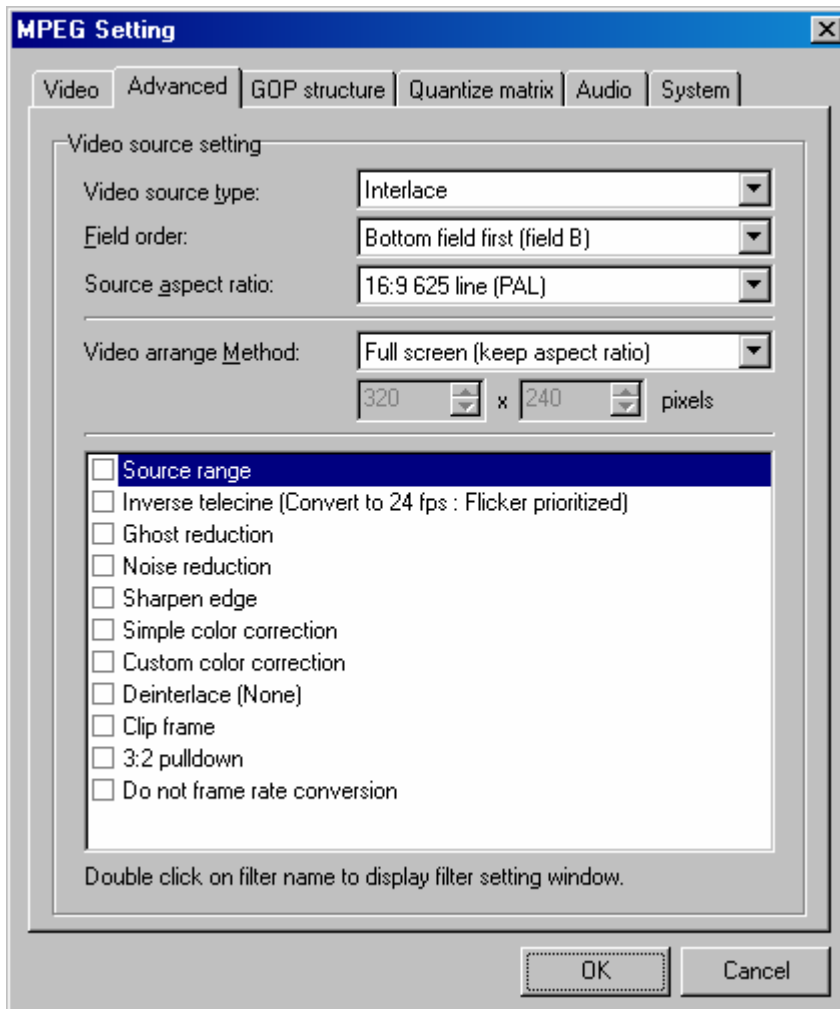 MPEG Setting
Video Advanced GOP structure Quantize matrix Audio System
Video source setting
Video source type: Interlace
Field order: Bottom field first (field B)
Source aspect ratio: 16:9 625 line (PAL)
Video arrange Method: Full screen (keep aspect ratio)
320 x 240 pixels
Source range
Inverse telecine (Convert to 24 fps : Flicker prioritized)
Ghost reduction
Noise reduction
Sharpen edge
Simple color correction
Custom color correction
Deinterlace (None)
Clip frame
3:2 pulldown
Do not frame rate conversion
Double click on filter name to display filter setting window.
OK Cancel